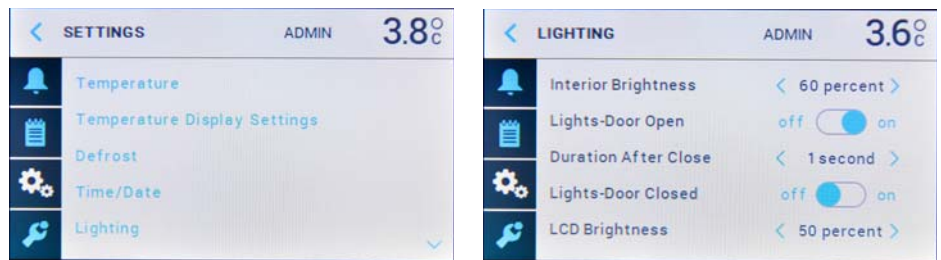 SETTINGS ADMIN 3.8°C
Temperature
Temperature Display Settings
Defrost
Time/Date
Lighting
LIGHTING ADMIN 3.6°C
Interior Brightness < 60 percent >
Lights-Door Open off on
Duration After Close < 1 second >
Lights-Door Closed off on
LCD Brightness < 50 percent >